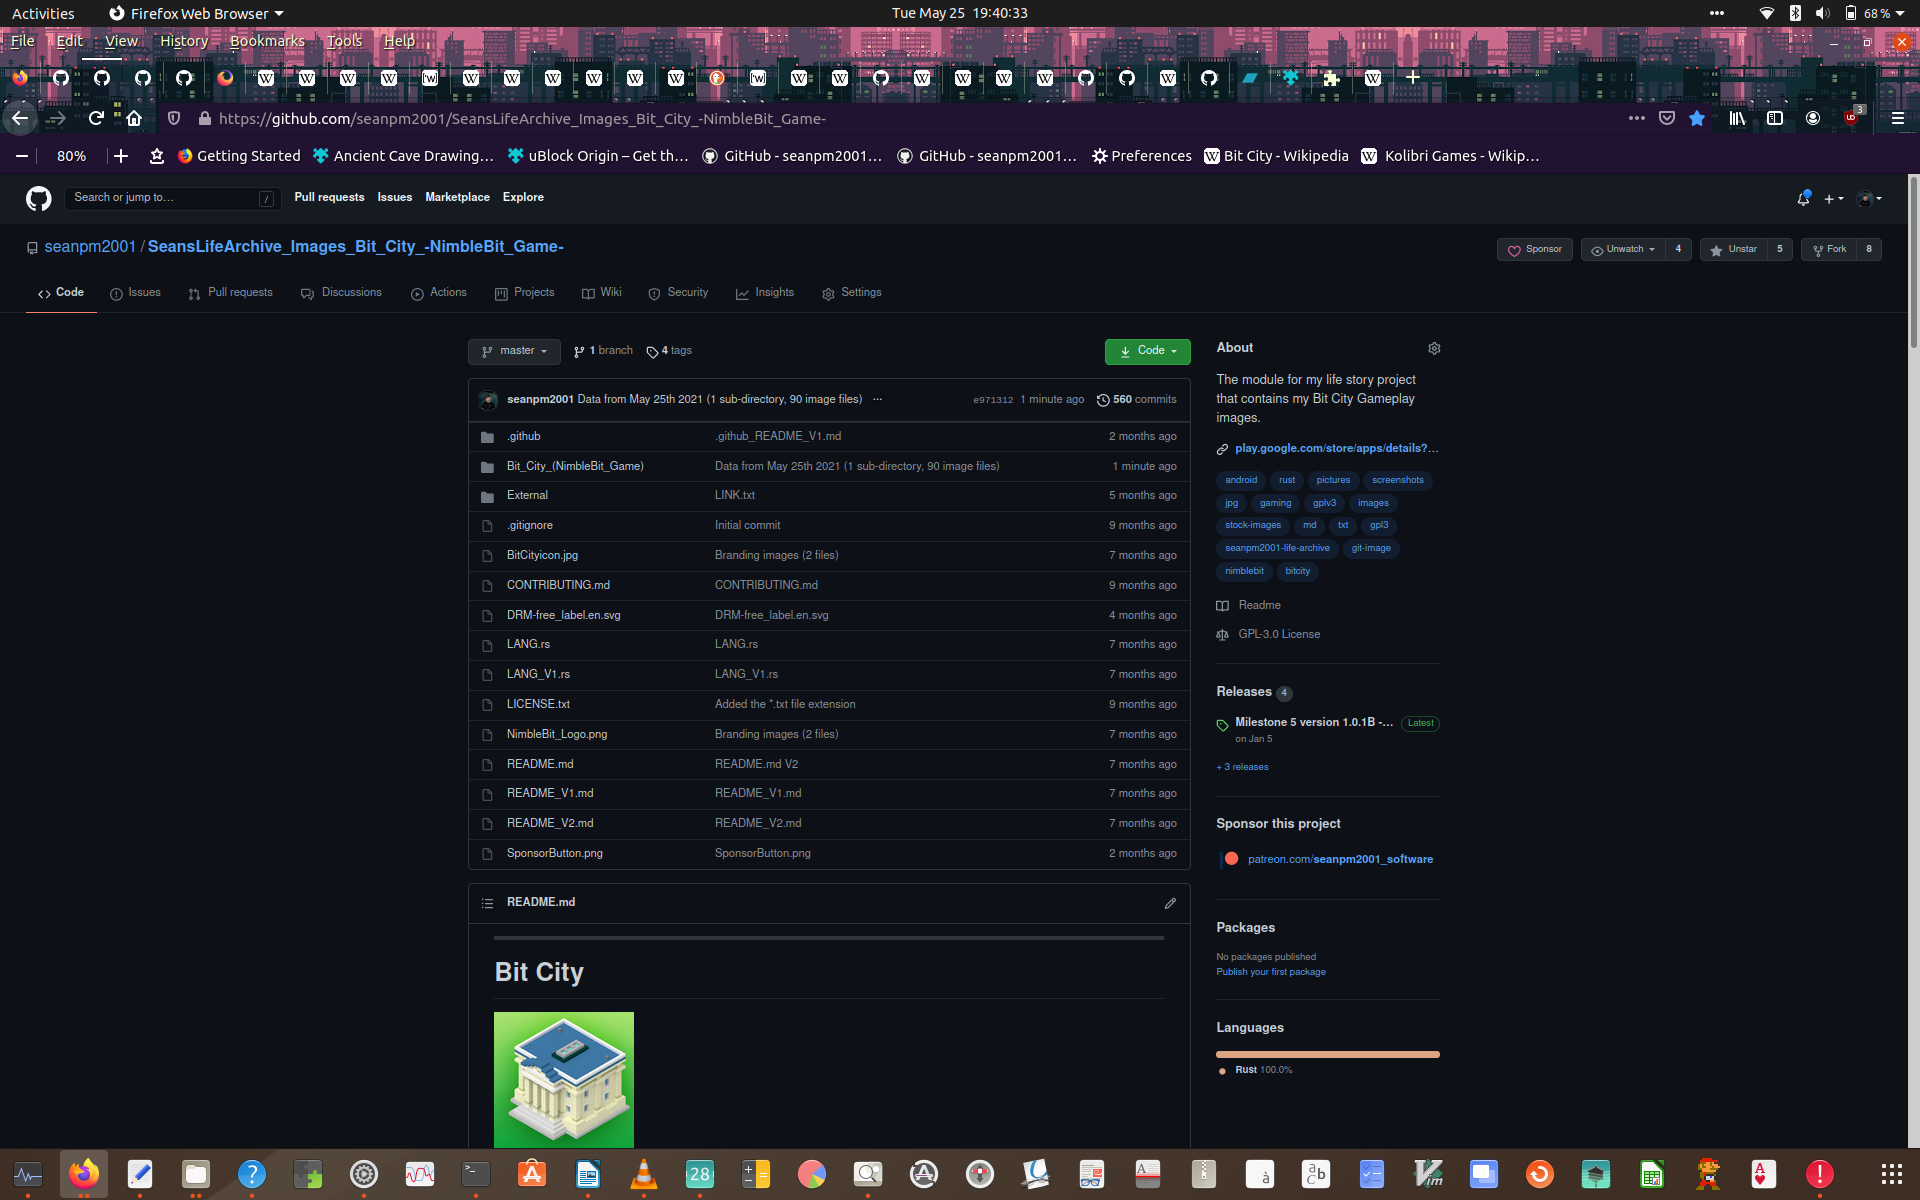 Activities Firefox Web Browser Tue May 25 19:40:33 68 %
File Edit View History Bookmarks Tools Help
https://github.com/seanpm2001/SeansLifeArchive_Images_Bit_City_-NimbleBit_Game- 3
80% Getting Started Ancient Cave Drawing… uBlock Origin – Get th… GitHub - seanpm2001… GitHub - seanpm2001… Preferences Bit City - Wikipedia Kolibri Games - Wikip…
Search or jump to… / Pull requests Issues Marketplace Explore
seanpm2001 / SeansLifeArchive_Images_Bit_City_-NimbleBit_Game- Sponsor Unwatch 4 Unstar 5 Fork 8
Code Issues Pull requests Discussions Actions Projects Wiki Security Insights Settings
master 1 branch 4 tags Code
seanpm2001 Data from May 25th 2021 (1 sub-directory, 90 image files) ··· e971312 1 minute ago 560 commits
.github .github_README_V1.md 2 months ago
Bit_City_(NimbleBit_Game) Data from May 25th 2021 (1 sub-directory, 90 image files) 1 minute ago
External LINK.txt 5 months ago
.gitignore Initial commit 9 months ago
BitCityicon.jpg Branding images (2 files) 7 months ago
CONTRIBUTING.md CONTRIBUTING.md 9 months ago
DRM-free_label.en.svg DRM-free_label.en.svg 4 months ago
LANG.rs LANG.rs 7 months ago
LANG_V1.rs LANG_V1.rs 7 months ago
LICENSE.txt Added the *.txt file extension 9 months ago
NimbleBit_Logo.png Branding images (2 files) 7 months ago
README.md README.md V2 7 months ago
README_V1.md README_V1.md 7 months ago
README_V2.md README_V2.md 7 months ago
SponsorButton.png SponsorButton.png 2 months ago
README.md
Bit City
About
The module for my life story project
that contains my Bit City Gameplay
images.
play.google.com/store/apps/details?…
android rust pictures screenshots
jpg gaming gplv3 images
stock-images md txt gpl3
seanpm2001-life-archive git-image
nimblebit bitcity
Readme
GPL-3.0 License
Releases 4
Milestone 5 version 1.0.1B -… Latest
on Jan 5
+ 3 releases
Sponsor this project
patreon.com/seanpm2001_software
Packages
No packages published
Publish your first package
Languages
Rust 100.0%
28